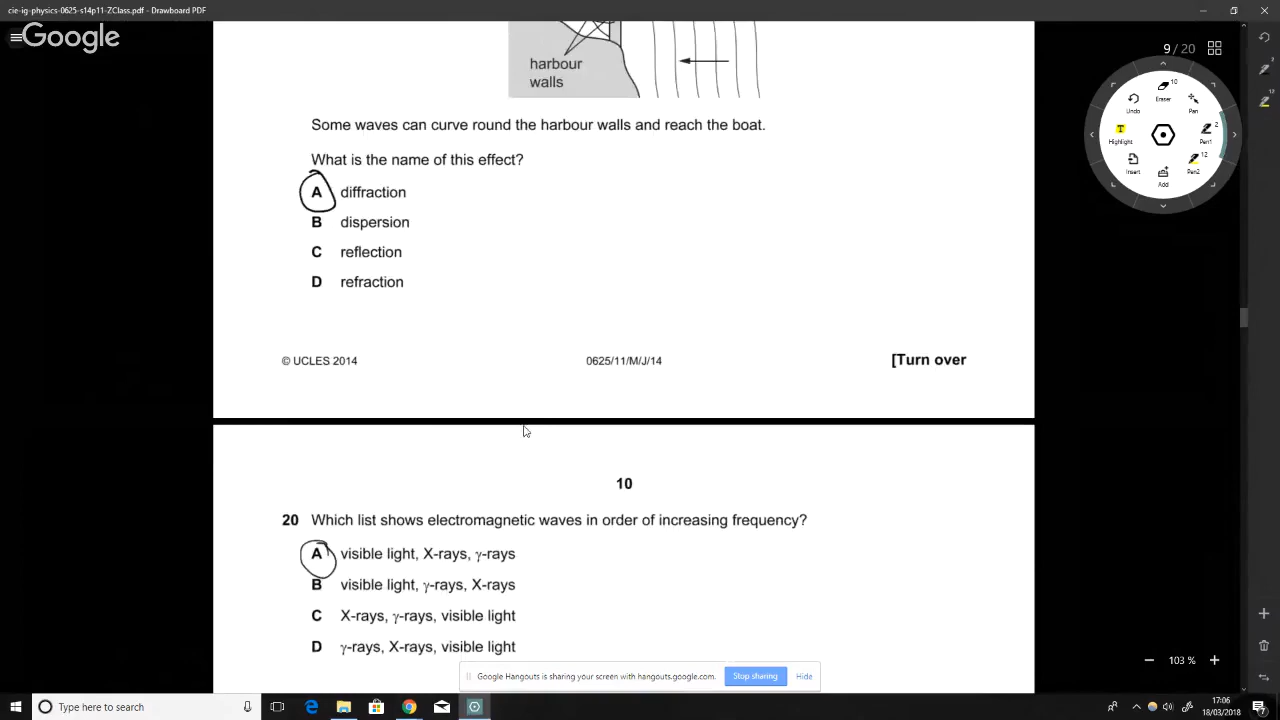 cie-ig-physics-0625-s14p11-ZClass.pdf - Drawboard PDF
Google
9 / 20
harbour
walls
10
Eraser
Undo
Pan
T
Highlight
2
Pen1
Insert
12
Pen2
Add
Some waves can curve round the harbour walls and reach the boat.
What is the name of this effect?
A diffraction
B dispersion
C reflection
D refraction
© UCLES 2014
0625/11/M/J/14
[Turn over
10
20 Which list shows electromagnetic waves in order of increasing frequency?
A visible light, X-rays, γ-rays
B visible light, γ-rays, X-rays
C X-rays, γ-rays, visible light
D γ-rays, X-rays, visible light
Google Hangouts is sharing your screen with hangouts.google.com.
Stop sharing
Hide
103 %
Type here to search
17:06
18/03/2018